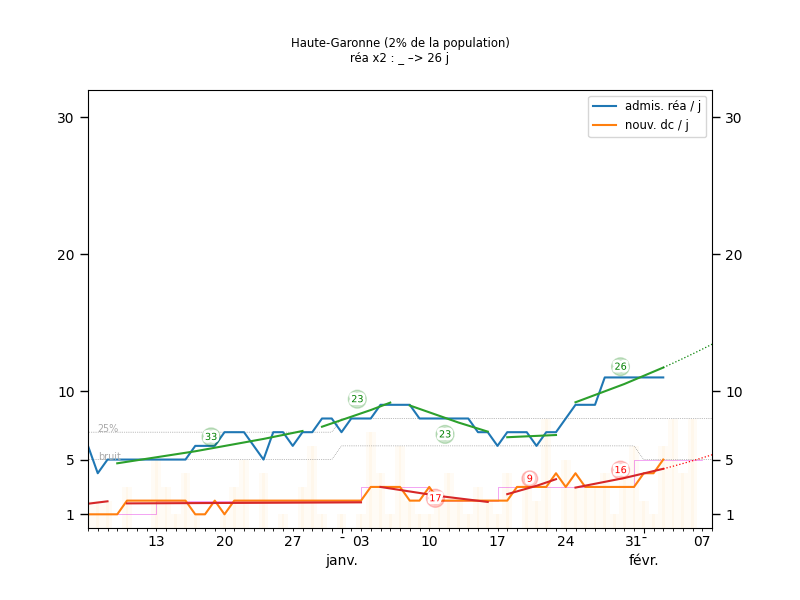 Haute-Garonne (2% de la population)
réa x2 : _ –> 26 j
admis. réa / j
nouv. dc / j
30 30
20 20
10 10
5 5
1 1
25%
bruit
33
23
23
26
17
9
16
13 20 27 - 03 10 17 24 31 - 07
janv. févr.